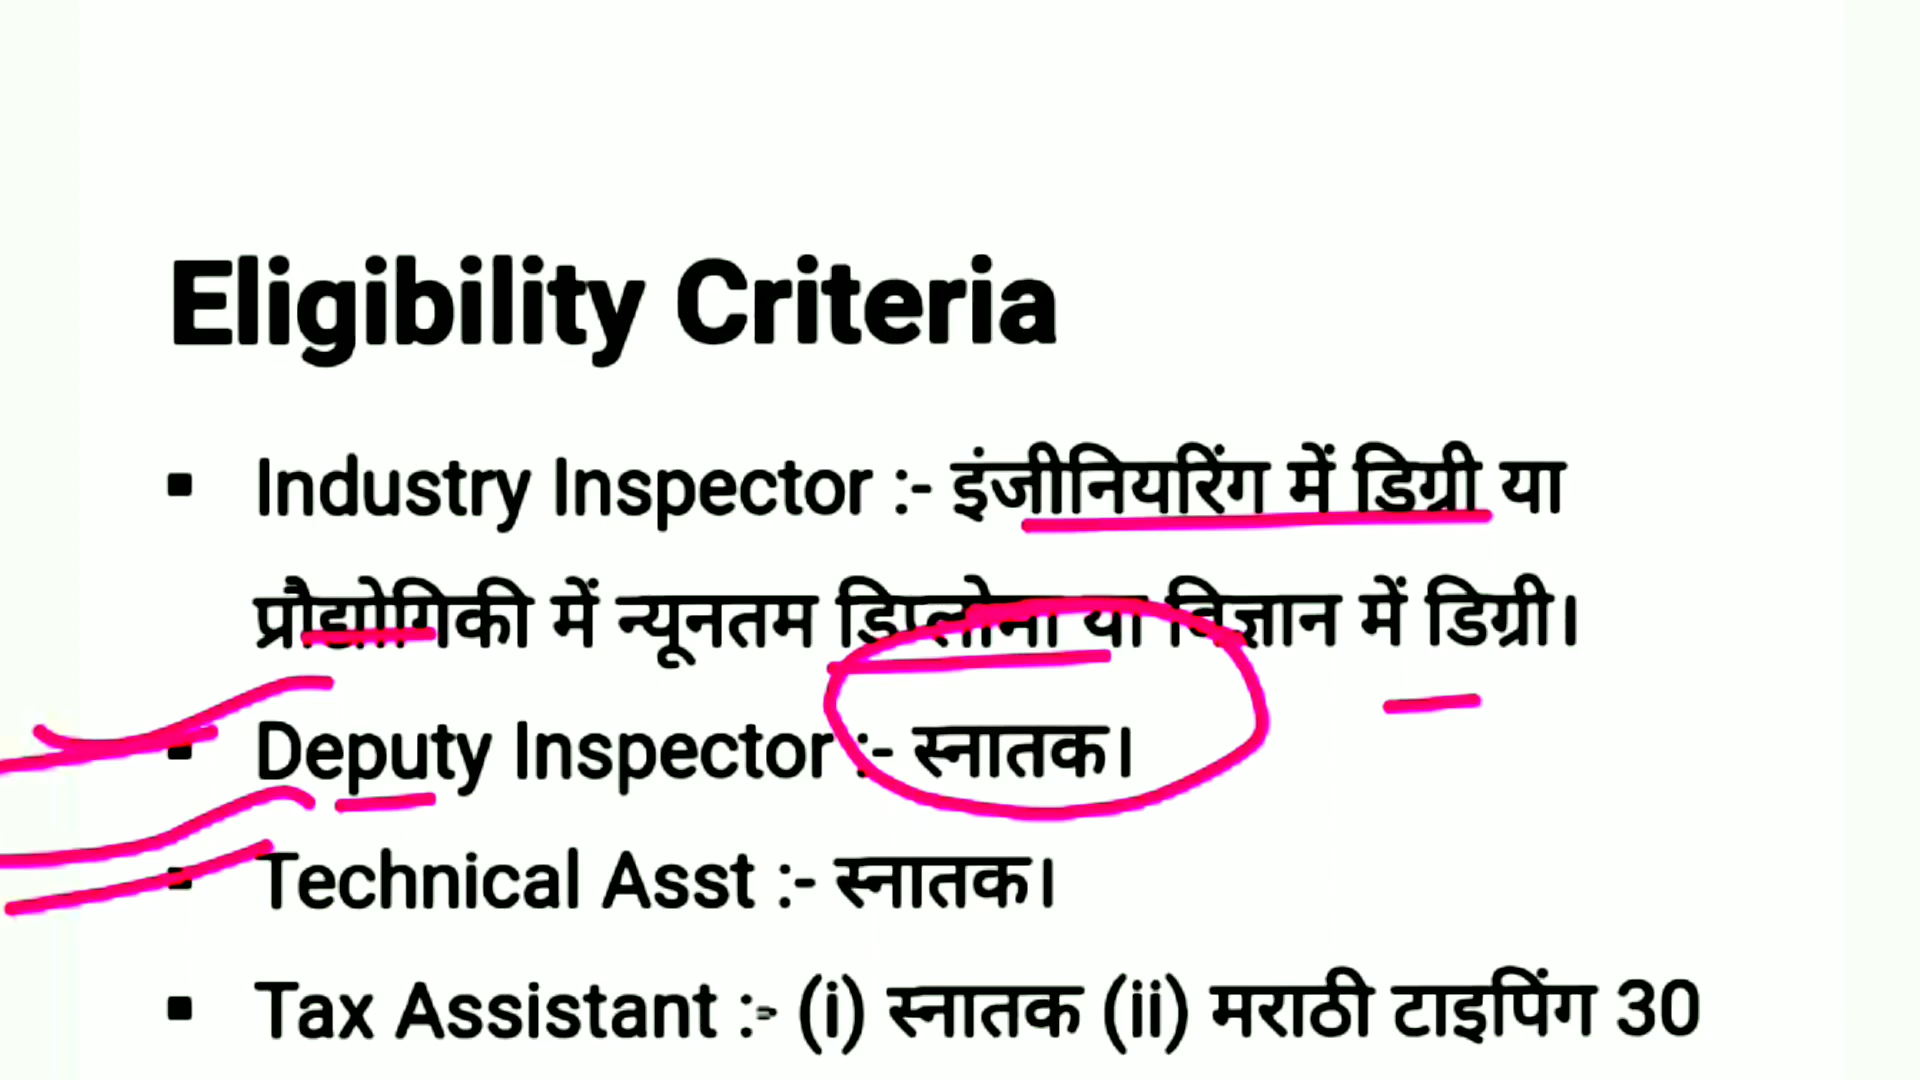 Eligibility Criteria
▪ Industry Inspector :- इंजीनियरिंग में डिग्री या
प्रौद्योगिकी में न्यूनतम डिप्लोमा या विज्ञान में डिग्री।
▪ Deputy Inspector :- स्नातक।
▪ Technical Asst :- स्नातक।
▪ Tax Assistant :- (i) स्नातक (ii) मराठी टाइपिंग 30